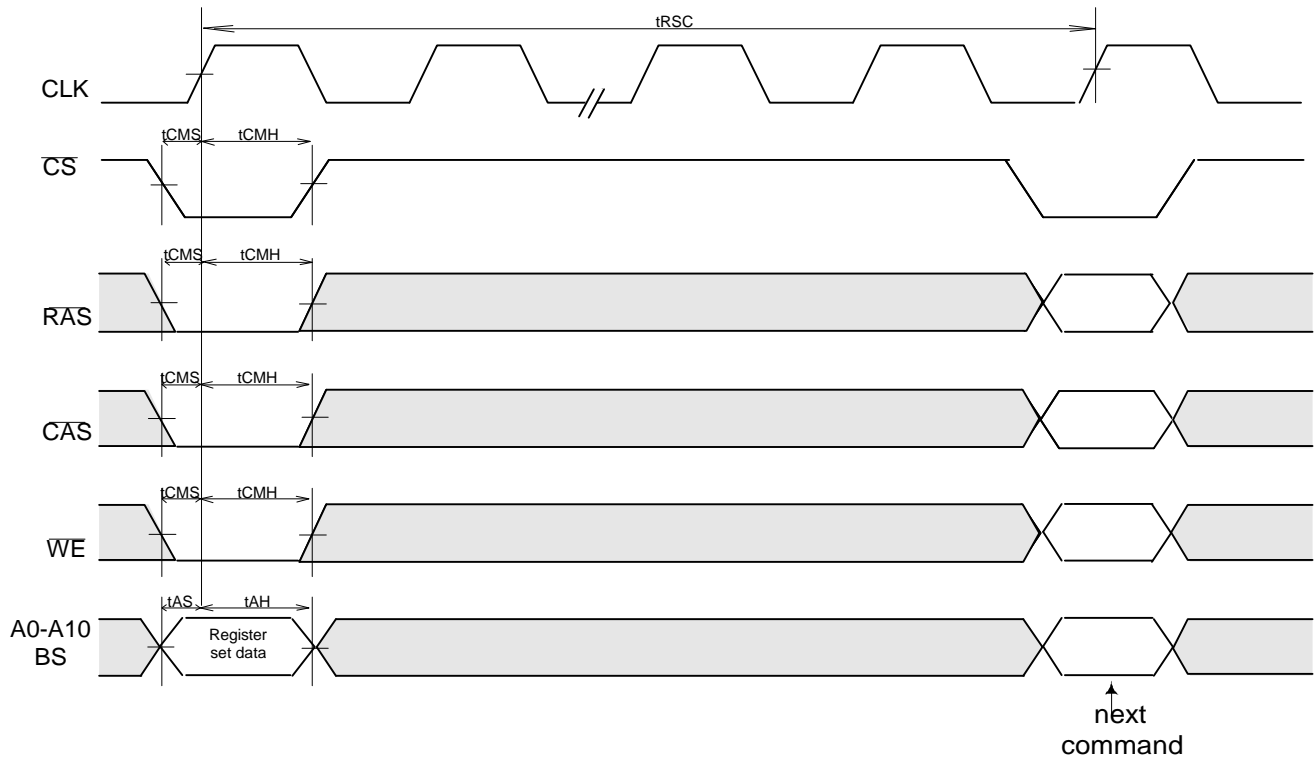 tRSC
CLK
tCMS tCMH
CS
tCMS tCMH
RAS
tCMS tCMH
CAS
tCMS tCMH
WE
tAS tAH
A0-A10
BS
Register
set data
next
command